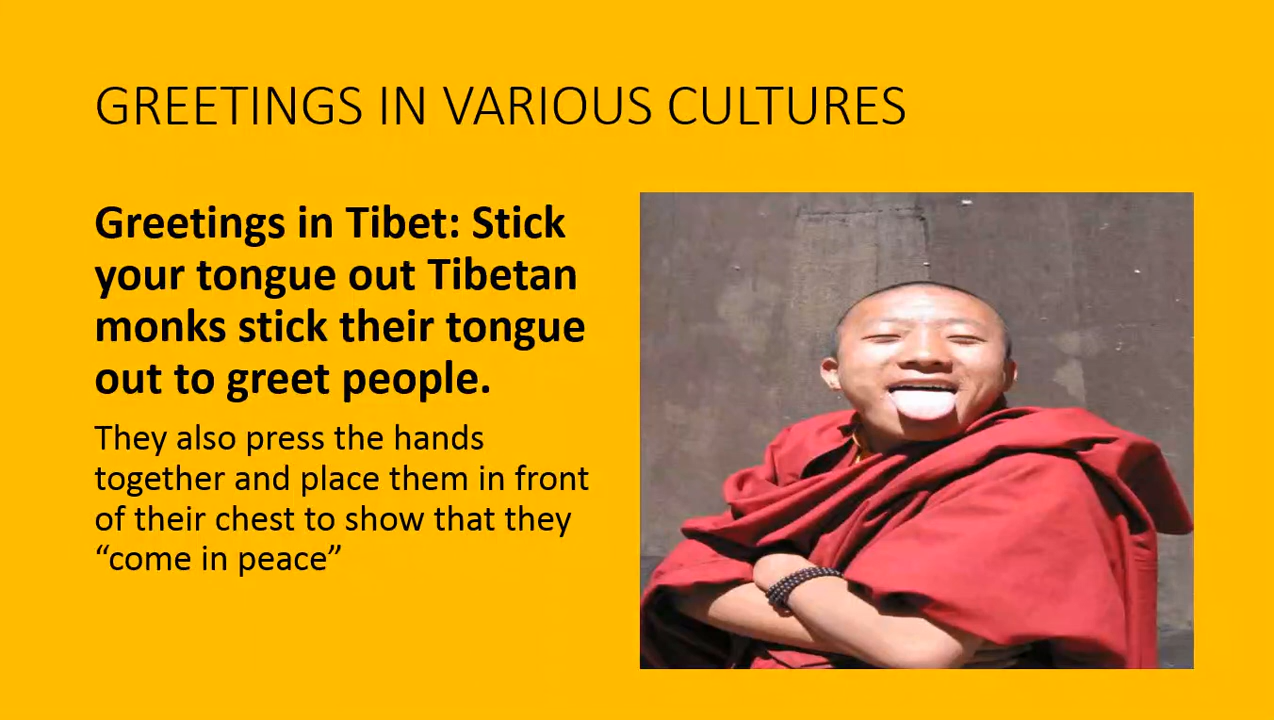 GREETINGS IN VARIOUS CULTURES
Greetings in Tibet: Stick
your tongue out Tibetan
monks stick their tongue
out to greet people.
They also press the hands
together and place them in front
of their chest to show that they
“come in peace”